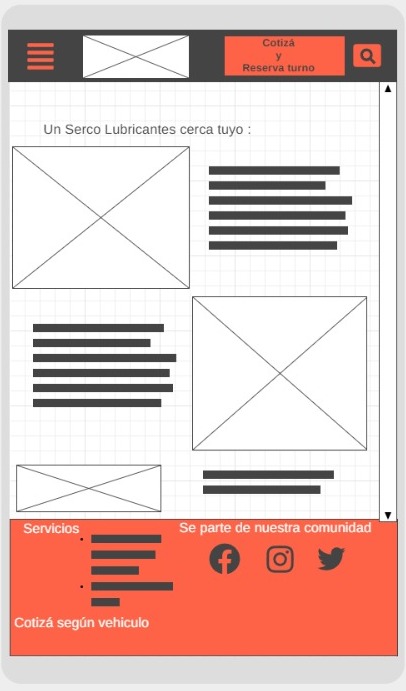 Cotizá
y
Reserva turno
Un Serco Lubricantes cerca tuyo :
Servicios
Se parte de nuestra comunidad
Cotizá según vehiculo